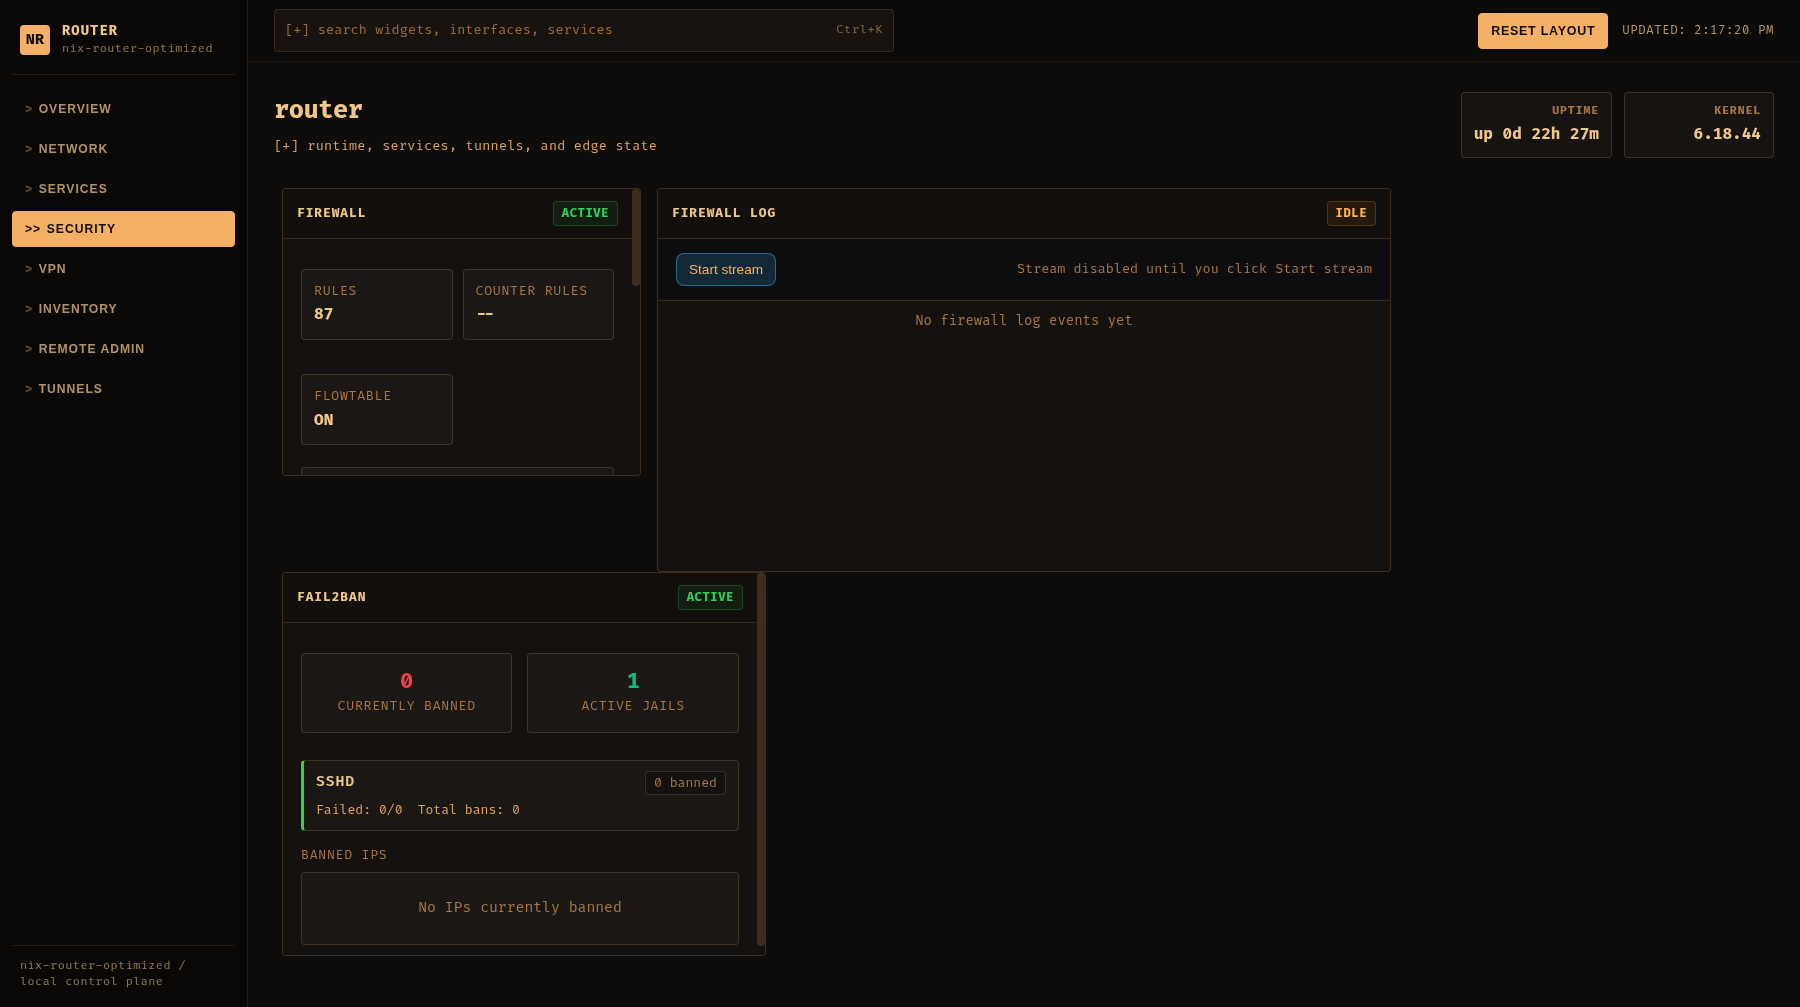 NR
ROUTER
nix-router-optimized
> OVERVIEW
> NETWORK
> SERVICES
>> SECURITY
> VPN
> INVENTORY
> REMOTE ADMIN
> TUNNELS
nix-router-optimized /
local control plane
[+] search widgets, interfaces, services
Ctrl+K
RESET LAYOUT
UPDATED: 2:17:20 PM
router
[+] runtime, services, tunnels, and edge state
UPTIME
up 0d 22h 27m
KERNEL
6.18.44
FIREWALL
ACTIVE
RULES
87
COUNTER RULES
--
FLOWTABLE
ON
FIREWALL LOG
IDLE
Start stream
Stream disabled until you click Start stream
No firewall log events yet
FAIL2BAN
ACTIVE
0
CURRENTLY BANNED
1
ACTIVE JAILS
SSHD
0 banned
Failed: 0/0 Total bans: 0
BANNED IPS
No IPs currently banned